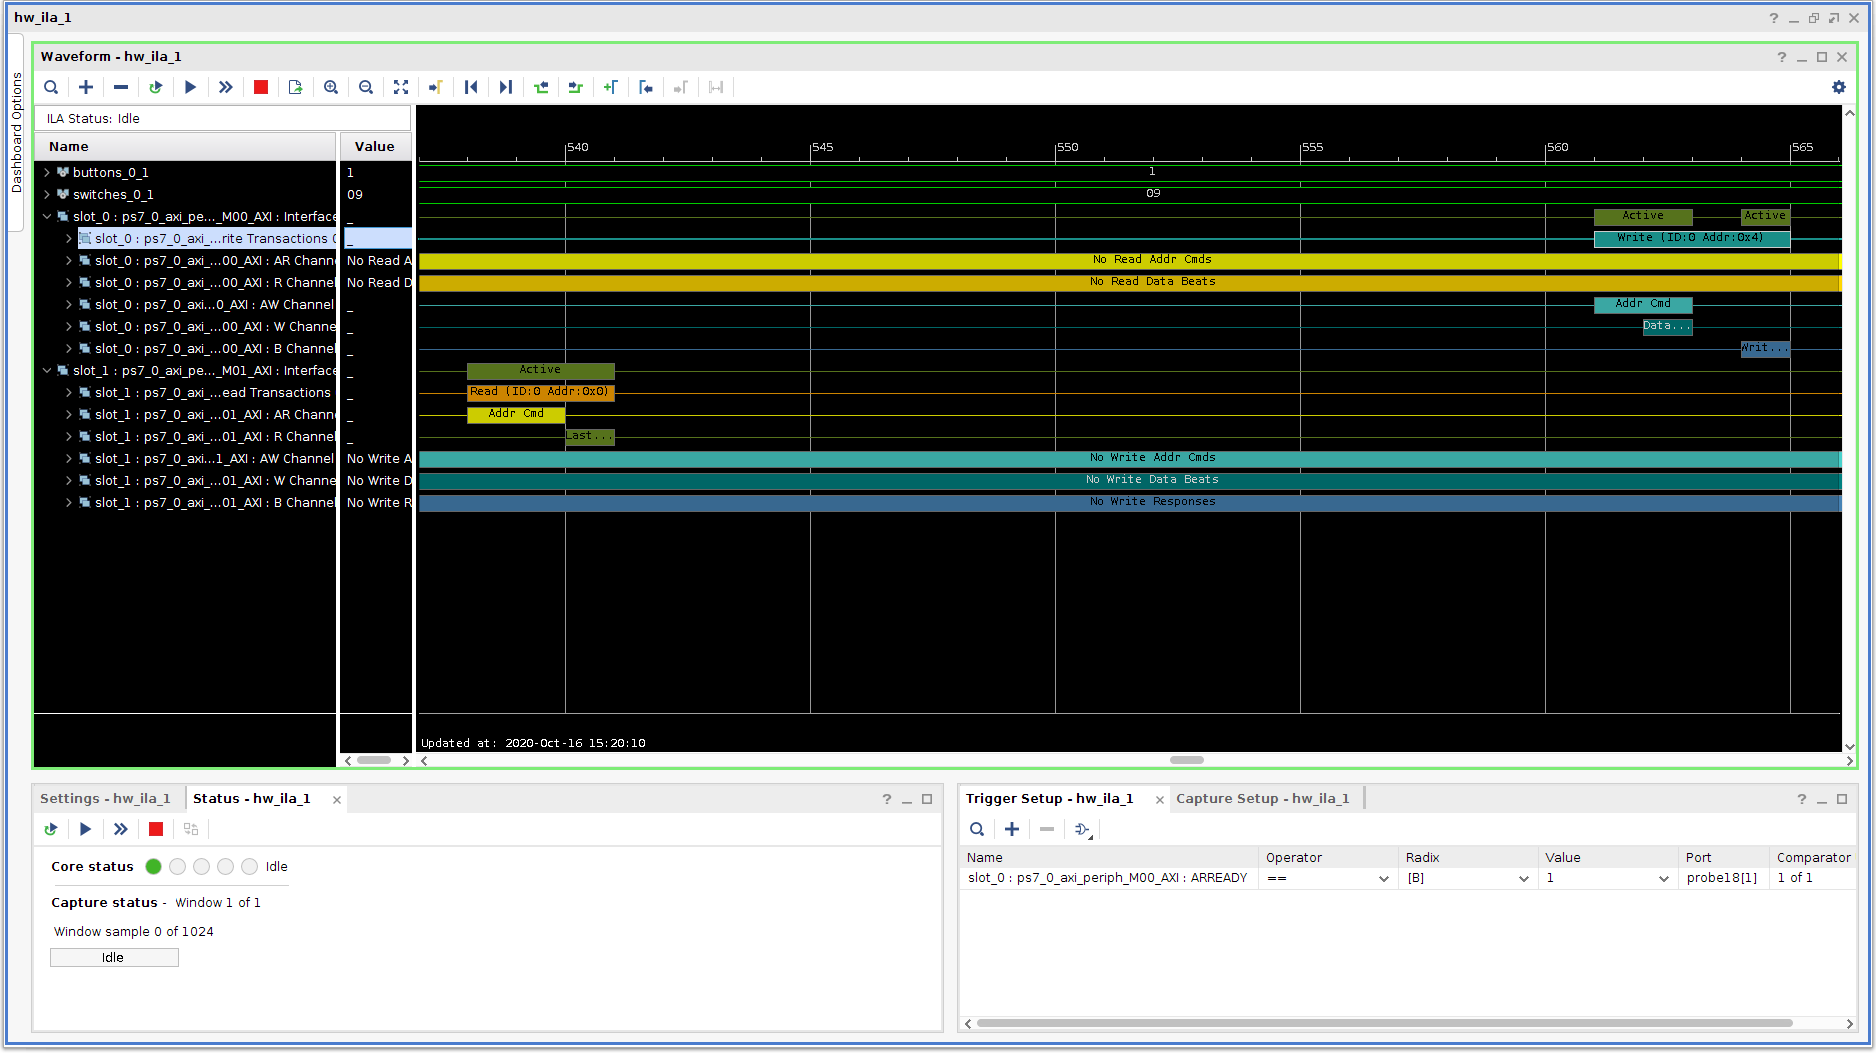 hw_ila_1
Dashboard Options
Waveform - hw_ila_1
ILA Status: Idle
Name Value
540 545 550 555 560 565
buttons_0_1 1 1
switches_0_1 09 09
slot_0 : ps7_0_axi_pe..._M00_AXI : Interface _ Active Active
slot_0 : ps7_0_axi_...rite Transactions _ Write (ID:0 Addr:0x4)
slot_0 : ps7_0_axi_...00_AXI : AR Chann No Read A No Read Addr Cmds
slot_0 : ps7_0_axi_...00_AXI : R Channel No Read D No Read Data Beats
slot_0 : ps7_0_axi...0_AXI : AW Channel _ Addr Cmd
slot_0 : ps7_0_axi_...00_AXI : W Channe _ Data...
slot_0 : ps7_0_axi_...00_AXI : B Channel _ Writ...
slot_1 : ps7_0_axi_pe..._M01_AXI : Interface _ Active
slot_1 : ps7_0_axi_...ead Transactions _ Read (ID:0 Addr:0x0)
slot_1 : ps7_0_axi_...01_AXI : AR Chann _ Addr Cmd
slot_1 : ps7_0_axi_...01_AXI : R Channel _ Last...
slot_1 : ps7_0_axi_...1_AXI : AW Channel No Write A No Write Addr Cmds
slot_1 : ps7_0_axi_...01_AXI : W Channe No Write D No Write Data Beats
slot_1 : ps7_0_axi_...01_AXI : B Channel No Write R No Write Responses
Updated at: 2020-Oct-16 15:20:10
Settings - hw_ila_1 Status - hw_ila_1
Core status Idle
Capture status - Window 1 of 1
Window sample 0 of 1024
Idle
Trigger Setup - hw_ila_1 Capture Setup - hw_ila_1
Name Operator Radix Value Port Comparator
slot_0 : ps7_0_axi_periph_M00_AXI : ARREADY == [B] 1 probe18[1] 1 of 1